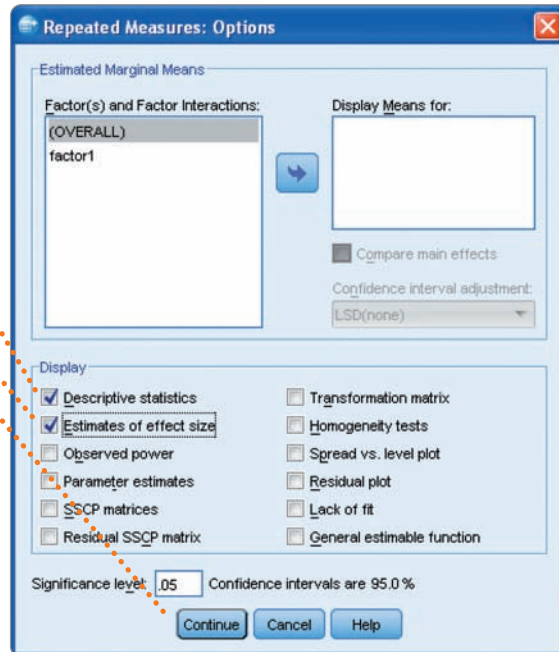 Repeated Measures: Options
Estimated Marginal Means
Factor(s) and Factor Interactions:
(OVERALL)
factor1
Display Means for:
Compare main effects
Confidence interval adjustment:
LSD(none)
Display
Descriptive statistics
Estimates of effect size
Observed power
Parameter estimates
SSCP matrices
Residual SSCP matrix
Transformation matrix
Homogeneity tests
Spread vs. level plot
Residual plot
Lack of fit
General estimable function
Significance level: .05 Confidence intervals are 95.0 %
Continue Cancel Help